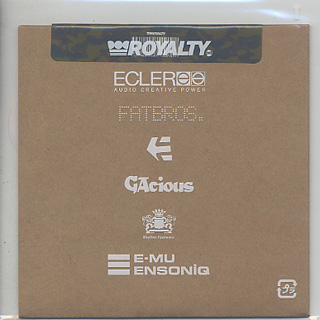 ROYALTY
ECLER
AUDIO CREATIVE POWER
FATBROS.
GAcious
E-MU
ENSONIQ